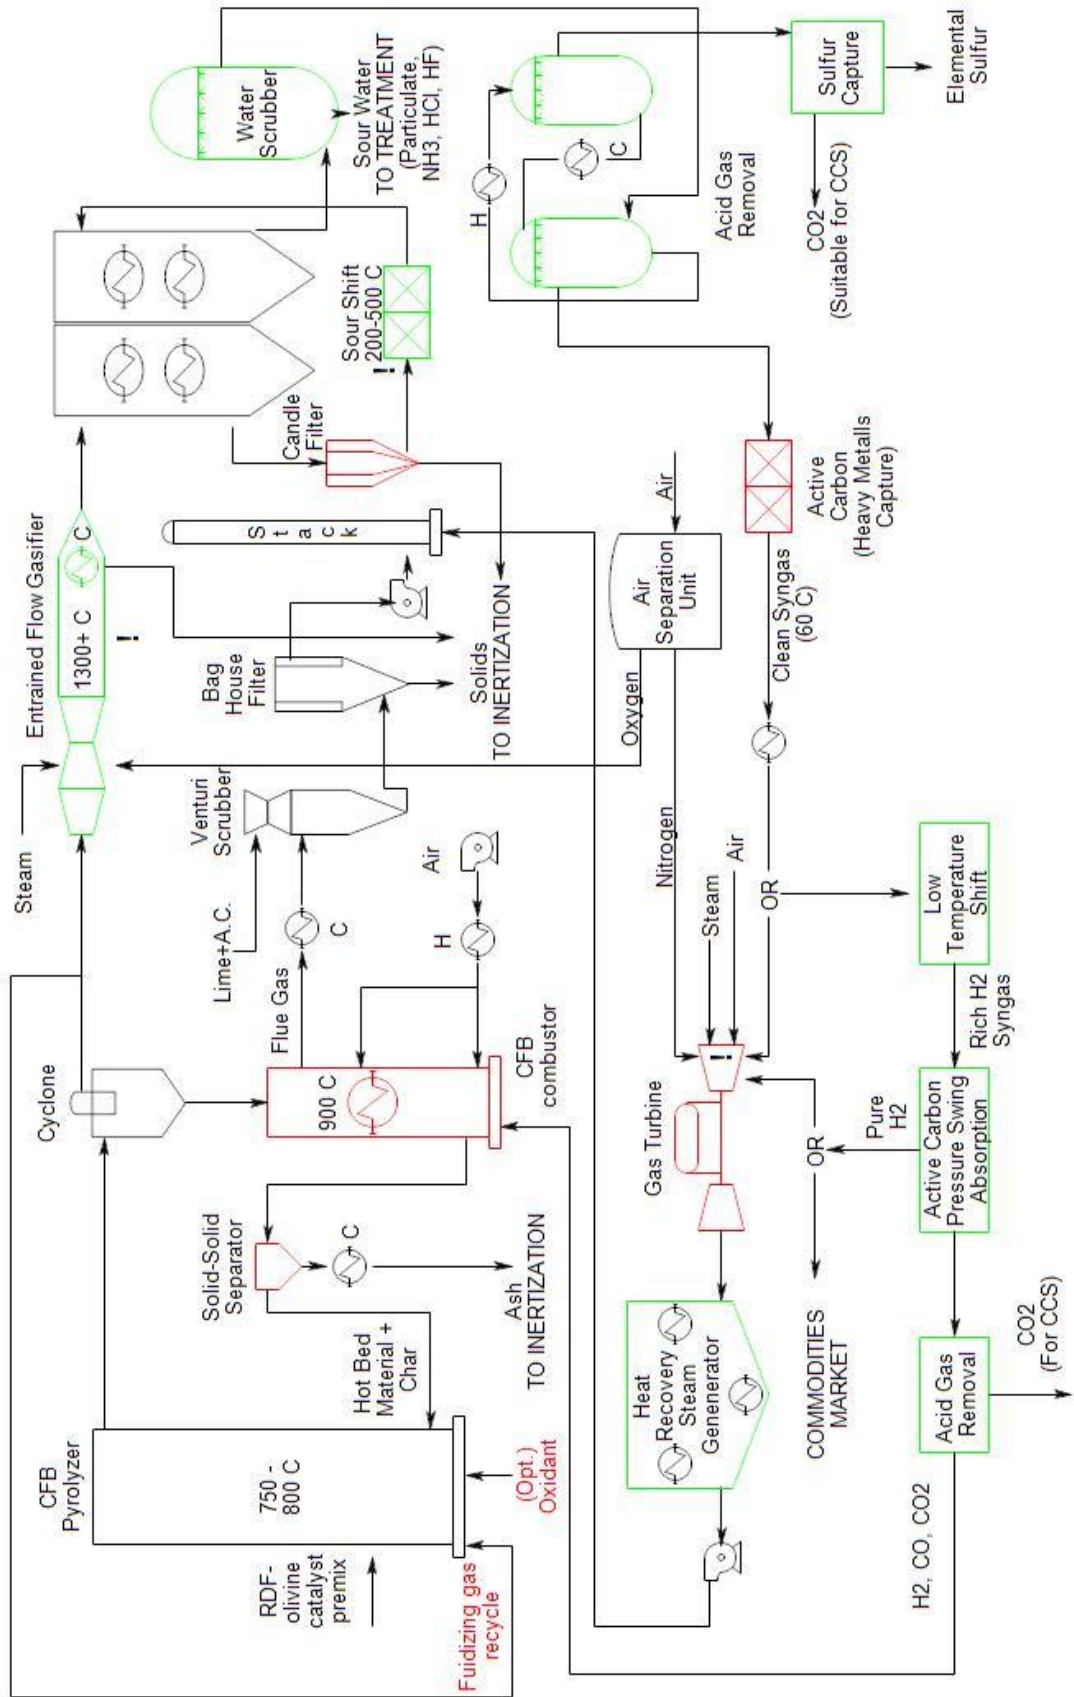 CFB
Pyrolyzer
750 -
800 C
RDF-
olivine
catalyst
premix
Fuidizing gas
recycle
(Opt.)
Oxidant
Hot Bed
Material +
Char
Solid-Solid
Separator
C
Ash
TO INERTIZATION
Cyclone
900 C
CFB
combustor
Flue Gas
C
Lime+A.C.
Venturi
Scrubber
Air
H
Steam
Entrained Flow Gasifier
1300+ C
!
C
Bag
House
Filter
Solids
TO INERTIZATION
Stack
Candle
Filter
Sour Shift
200-500 C
!
Water
Scrubber
Sour Water
TO TREATMENT
(Particulate,
NH3, HCl, HF)
H
C
Acid Gas
Removal
Sulfur
Capture
Elemental
Sulfur
CO2
(Suitable for CCS)
Active
Carbon
(Heavy Metalls
Capture)
Clean Syngas
(60 C)
Air
Air
Separation
Unit
Oxygen
Nitrogen
Steam
Air
OR
!
Gas Turbine
Heat
Recovery
Steam
Genenerator
OR
COMMODITIES
MARKET
Low
Temperature
Shift
Rich H2
Syngas
Active Carbon
Pressure Swing
Absorption
Pure
H2
Acid Gas
Removal
CO2
(For CCS)
H2, CO, CO2